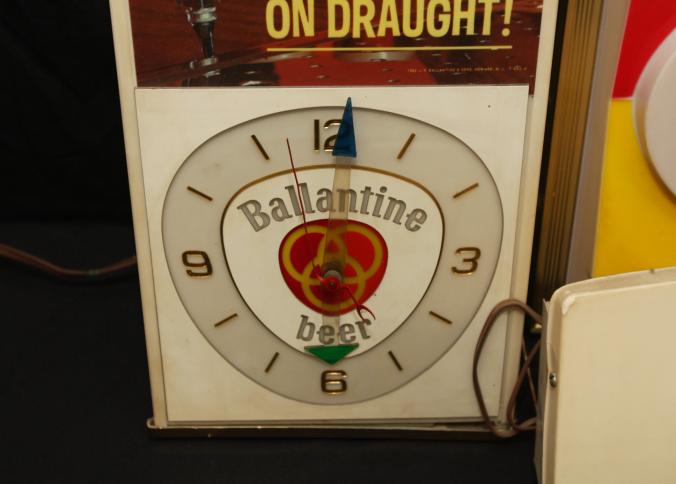 ON DRAUGHT!
12
Ballantine
9
3
beer
6